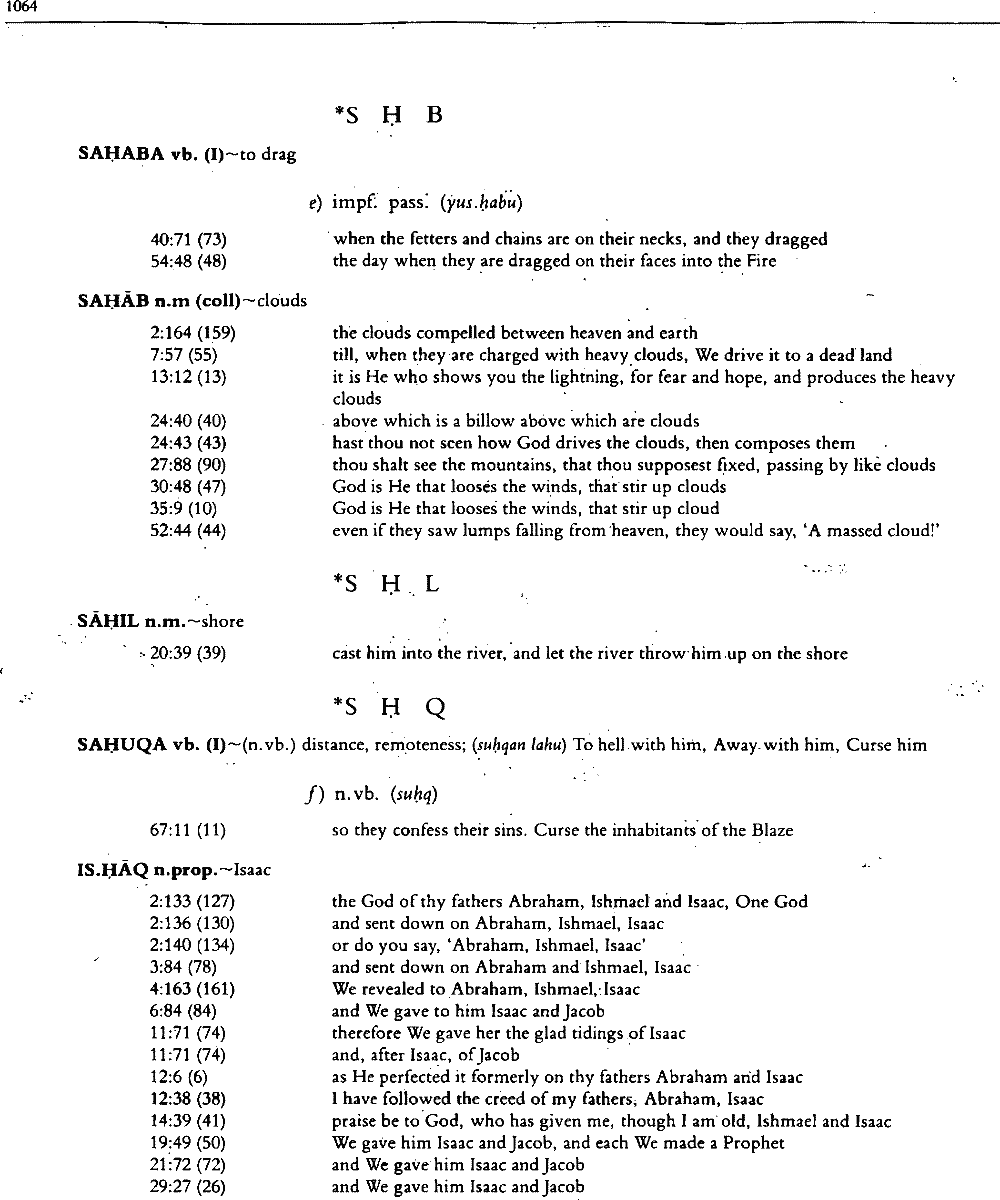 1064
*S Ḥ B
SAḤABA vb. (I)~to drag
e) impf. pass. (yus.ḥabu)
40:71 (73) when the fetters and chains are on their necks, and they dragged
54:48 (48) the day when they are dragged on their faces into the Fire
SAḤĀB n.m (coll)~clouds
2:164 (159) the clouds compelled between heaven and earth
7:57 (55) till, when they are charged with heavy clouds, We drive it to a dead land
13:12 (13) it is He who shows you the lightning, for fear and hope, and produces the heavy
clouds
24:40 (40) above which is a billow above which are clouds
24:43 (43) hast thou not seen how God drives the clouds, then composes them
27:88 (90) thou shalt see the mountains, that thou supposest fixed, passing by like clouds
30:48 (47) God is He that looses the winds, that stir up clouds
35:9 (10) God is He that looses the winds, that stir up cloud
52:44 (44) even if they saw lumps falling from heaven, they would say, ‘A massed cloud!’
*S Ḥ L
SĀḤIL n.m.~shore
20:39 (39) cast him into the river, and let the river throw him up on the shore
*S Ḥ Q
SAḤUQA vb. (I)~(n.vb.) distance, remoteness; (suḥqan lahu) To hell with him, Away with him, Curse him
f) n.vb. (suḥq)
67:11 (11) so they confess their sins. Curse the inhabitants of the Blaze
IS.ḤĀQ n.prop.~Isaac
2:133 (127) the God of thy fathers Abraham, Ishmael and Isaac, One God
2:136 (130) and sent down on Abraham, Ishmael, Isaac
2:140 (134) or do you say, ‘Abraham, Ishmael, Isaac’
3:84 (78) and sent down on Abraham and Ishmael, Isaac
4:163 (161) We revealed to Abraham, Ishmael, Isaac
6:84 (84) and We gave to him Isaac and Jacob
11:71 (74) therefore We gave her the glad tidings of Isaac
11:71 (74) and, after Isaac, of Jacob
12:6 (6) as He perfected it formerly on thy fathers Abraham and Isaac
12:38 (38) I have followed the creed of my fathers, Abraham, Isaac
14:39 (41) praise be to God, who has given me, though I am old, Ishmael and Isaac
19:49 (50) We gave him Isaac and Jacob, and each We made a Prophet
21:72 (72) and We gave him Isaac and Jacob
29:27 (26) and We gave him Isaac and Jacob